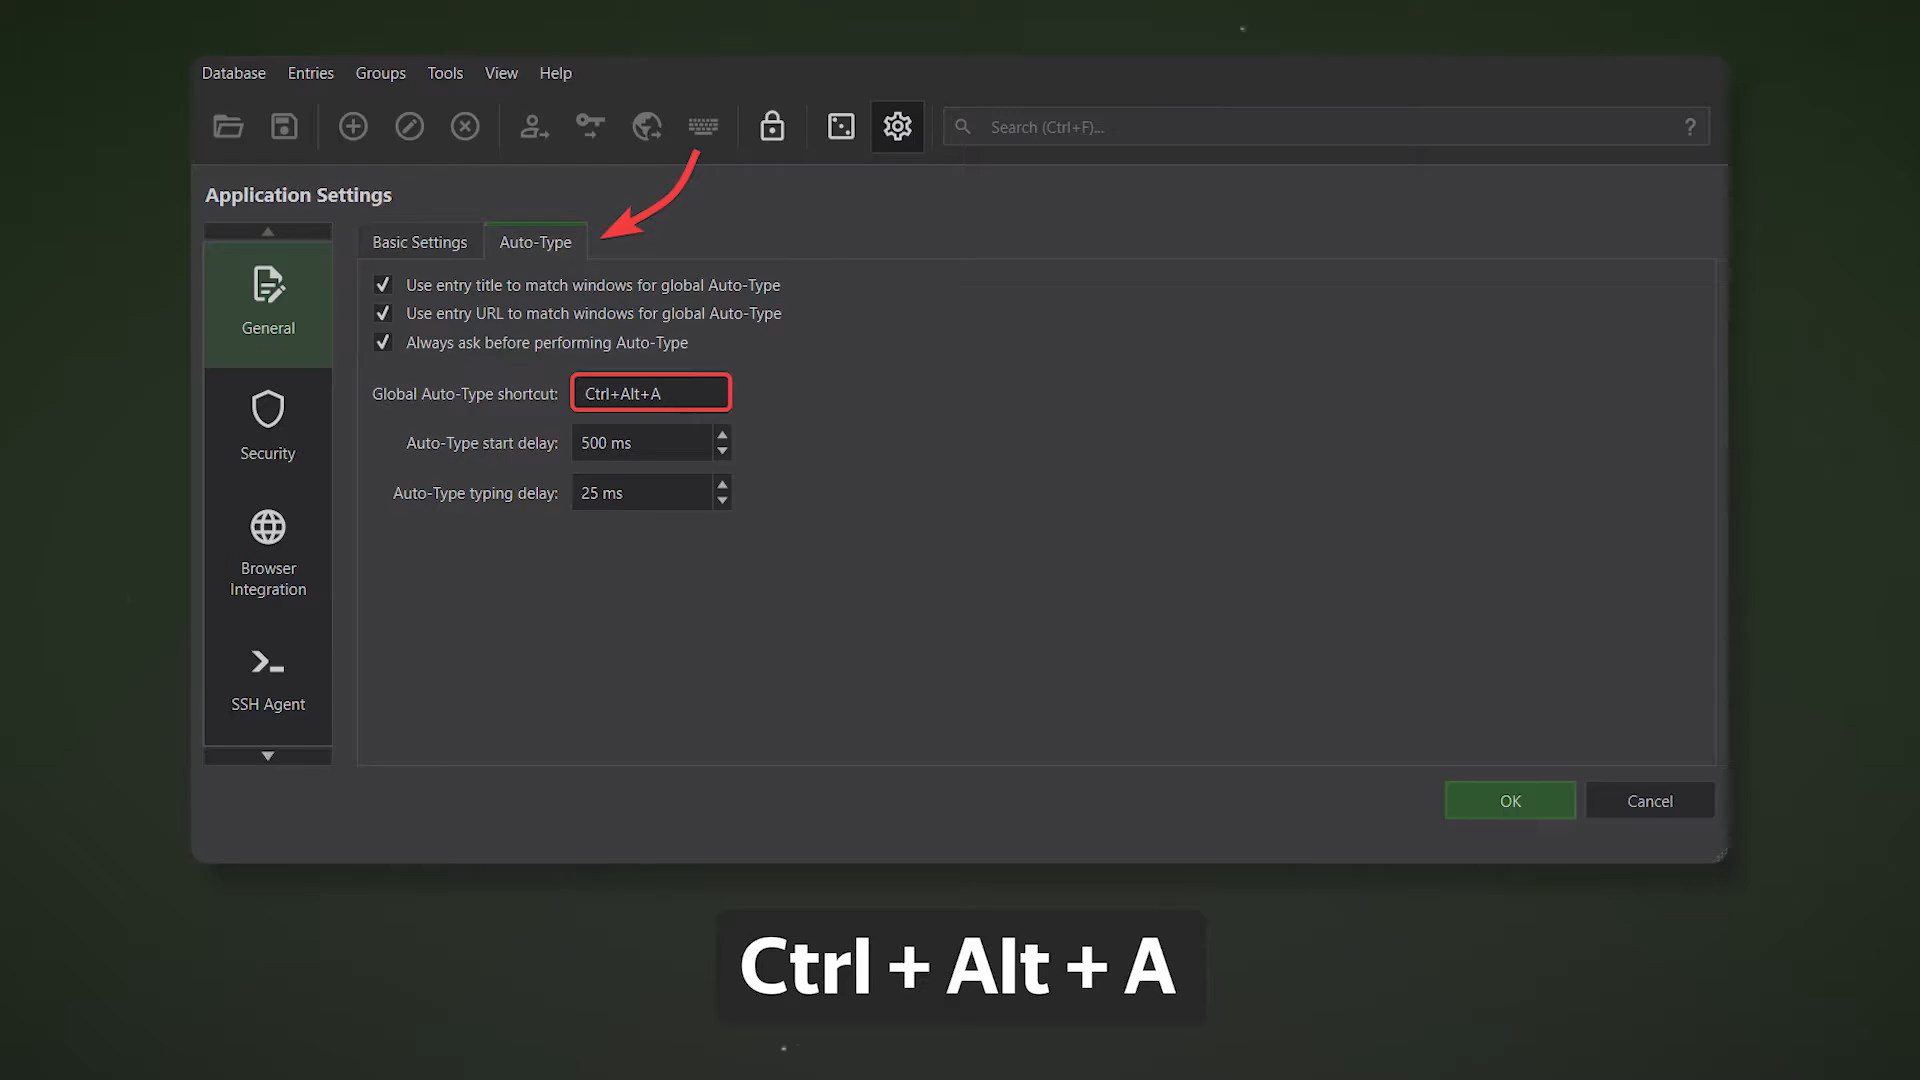 Database Entries Groups Tools View Help
Search (Ctrl+F)... ?
Application Settings
Basic Settings Auto-Type
General
Security
Browser
Integration
SSH Agent
Use entry title to match windows for global Auto-Type
Use entry URL to match windows for global Auto-Type
Always ask before performing Auto-Type
Global Auto-Type shortcut: Ctrl+Alt+A
Auto-Type start delay: 500 ms
Auto-Type typing delay: 25 ms
OK Cancel
Ctrl + Alt + A